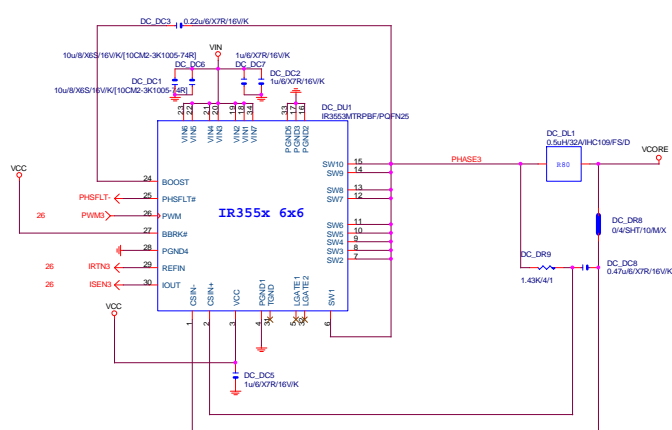 DC_DC3
0.22u/6/X7R/16V/K
10u/8/X6S/16V/K/[10CM2-3K1005-74R]
DC_DC6
VIN
1u/6/X7R/16V/K
DC_DC7
DC_DC1
10u/8/X6S/16V/K/[10CM2-3K1005-74R]
DC_DC2
1u/6/X7R/16V/K
DC_DU1
IR3553MTRPBF/PQFN25
23 22 21 20 19 18 34 33 17 16
VIN6 VIN5 VIN4 VIN3 VIN2 VIN1 VIN7 PGND5 PGND3 PGND2
DC_DL1
0.5uH/32A/IHC109/FS/D
R80
VCORE
PHASE3
SW10 15
SW9 14
SW8 13
SW7 12
SW6 11
SW5 10
SW4 9
SW3 8
SW2 7
VCC
24 BOOST
PHSFLT- 25 PHSFLT#
26 PWM3 26 PWM
27 BBRK#
28 PGND4
26 IRTN3 29 REFIN
26 ISEN3 30 IOUT
IR355x 6x6
DC_DR8
0/4/SHT/10/M/X
DC_DR9
1.43K/4/1
DC_DC8
0.47u/6/X7R/16V/K
CSIN- CSIN+ VCC PGND1 TGND LGATE1 LGATE2 SW1
1 2 3 4 31 5 6
VCC
DC_DC5
1u/6/X7R/16V/K